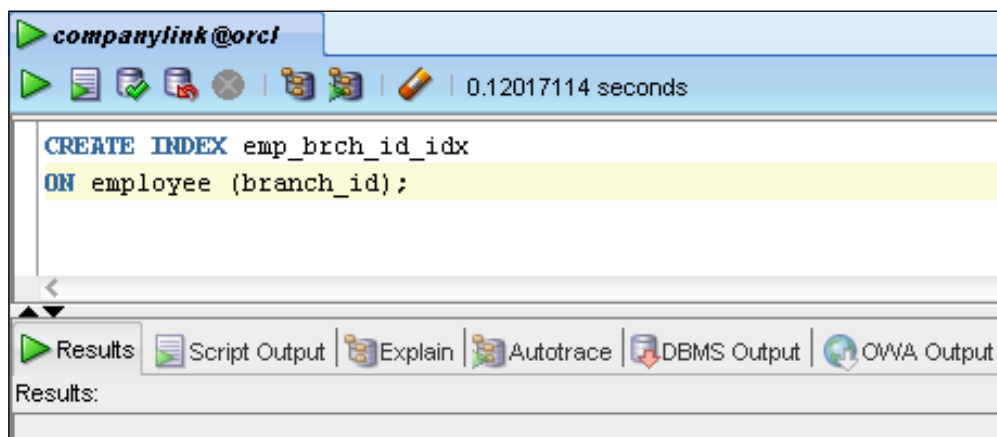 companylink@orcl
0.12017114 seconds
CREATE INDEX emp_brch_id_idx
ON employee (branch_id);
Results Script Output Explain Autotrace DBMS Output OWA Output
Results: